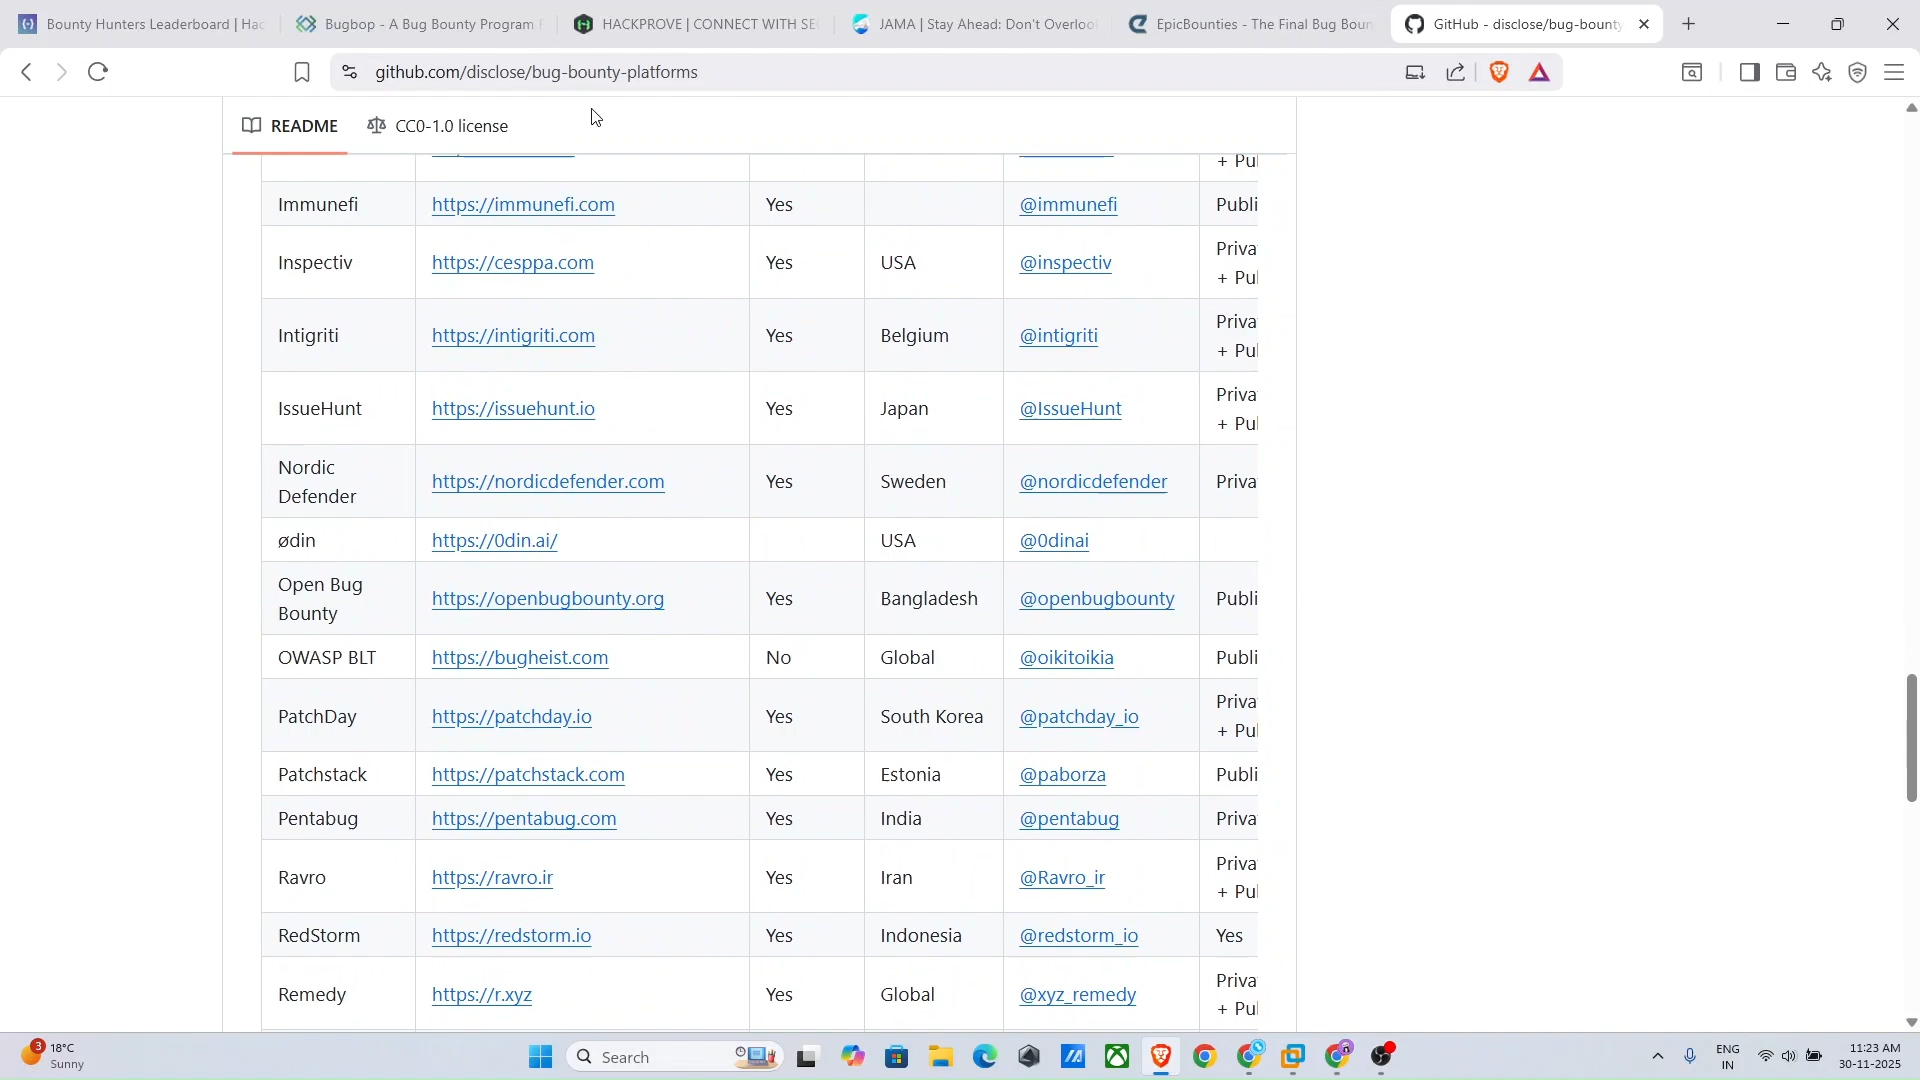 Bounty Hunters Leaderboard | Hac
Bugbop - A Bug Bounty Program F
HACKPROVE | CONNECT WITH SE
JAMA | Stay Ahead: Don't Overloo
EpicBounties - The Final Bug Boun
GitHub - disclose/bug-bounty
github.com/disclose/bug-bounty-platforms
README
CC0-1.0 license
+ Pul
Immunefi https://immunefi.com Yes @immunefi Publi
Inspectiv https://cesppa.com Yes USA @inspectiv Priva
+ Pul
Intigriti https://intigriti.com Yes Belgium @intigriti Priva
+ Pul
IssueHunt https://issuehunt.io Yes Japan @IssueHunt Priva
+ Pul
Nordic
Defender https://nordicdefender.com Yes Sweden @nordicdefender Priva
ødin https://0din.ai/ USA @0dinai
Open Bug
Bounty https://openbugbounty.org Yes Bangladesh @openbugbounty Publi
OWASP BLT https://bugheist.com No Global @oikitoikia Publi
PatchDay https://patchday.io Yes South Korea @patchday_io Priva
+ Pul
Patchstack https://patchstack.com Yes Estonia @paborza Publi
Pentabug https://pentabug.com Yes India @pentabug Priva
Ravro https://ravro.ir Yes Iran @Ravro_ir Priva
+ Pul
RedStorm https://redstorm.io Yes Indonesia @redstorm_io Yes
Remedy https://r.xyz Yes Global @xyz_remedy Priva
+ Pul
3
18°C
Sunny
Search
ENG
IN
11:23 AM
30-11-2025